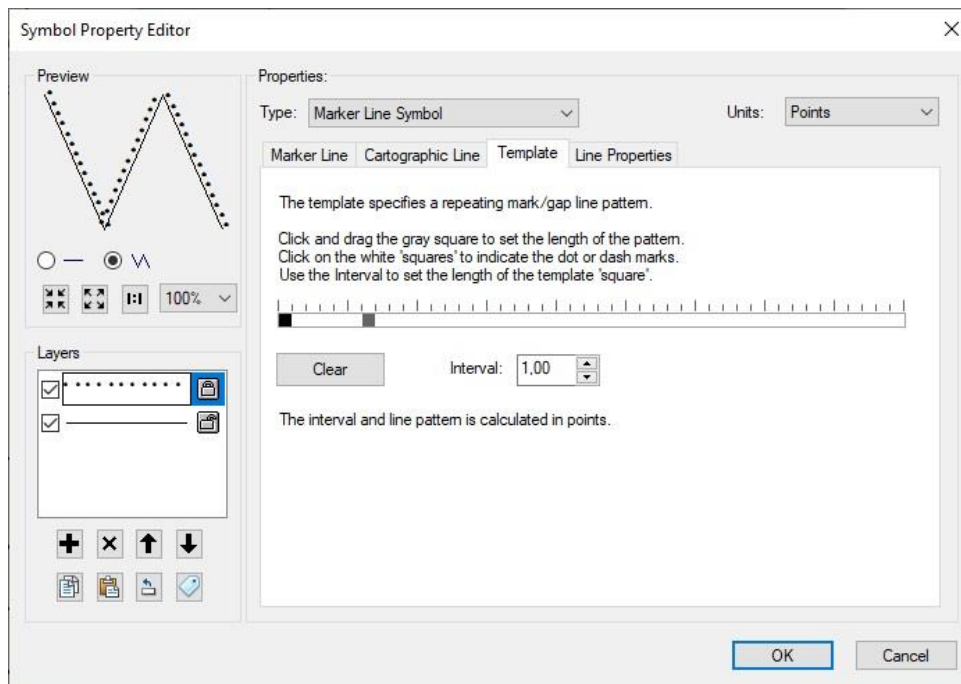 Symbol Property Editor
Preview
Properties:
Type: Marker Line Symbol
Units: Points
Marker Line Cartographic Line Template Line Properties
The template specifies a repeating mark/gap line pattern.
Click and drag the gray square to set the length of the pattern.
Click on the white 'squares' to indicate the dot or dash marks.
Use the Interval to set the length of the template 'square'.
1:1 100%
Layers
Clear
Interval: 1,00
The interval and line pattern is calculated in points.
OK Cancel